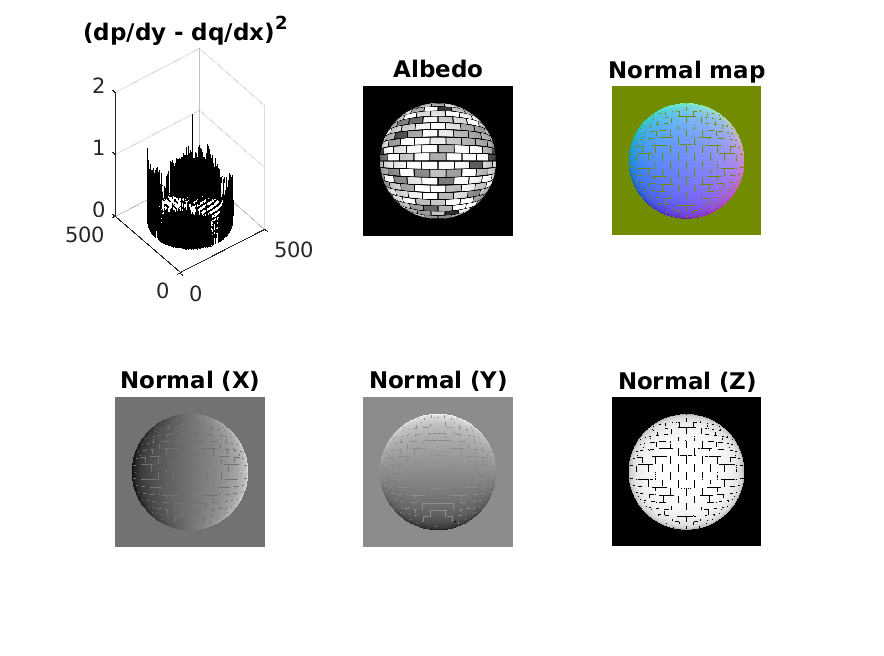 (dp/dy - dq/dx)²
2
1
0
500
0
0
500
Albedo
Normal map
Normal (X)
Normal (Y)
Normal (Z)